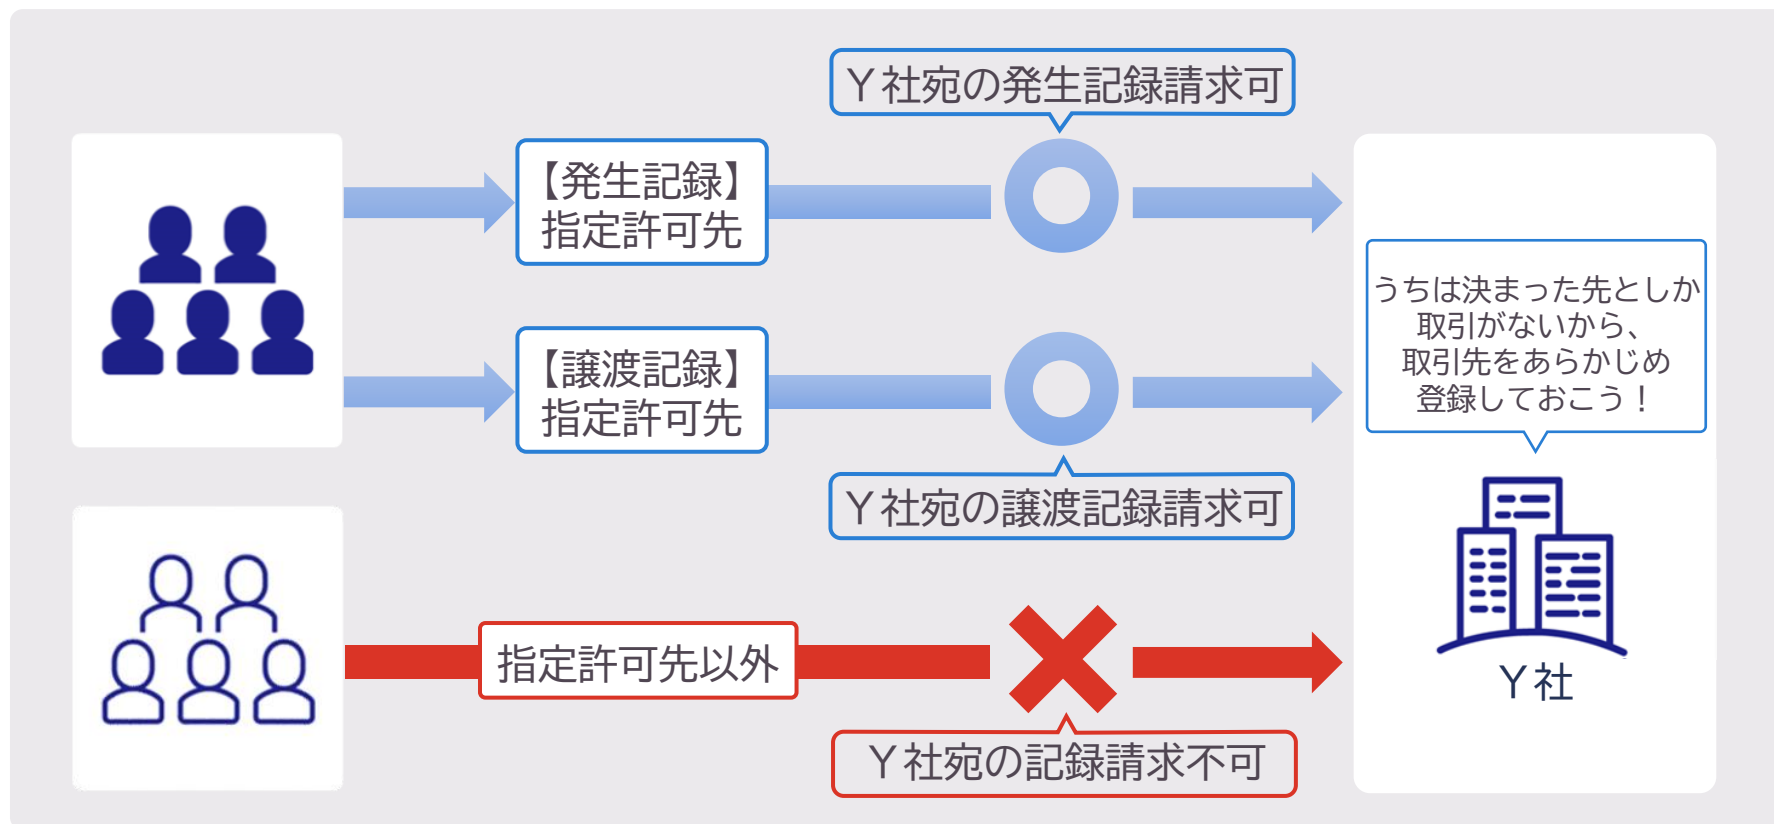 Ｙ社宛の発生記録請求可
【発生記録】
指定許可先
うちは決まった先としか
取引がないから、
取引先をあらかじめ
登録しておこう！
【譲渡記録】
指定許可先
Ｙ社宛の譲渡記録請求可
指定許可先以外
Ｙ社
Ｙ社宛の記録請求不可